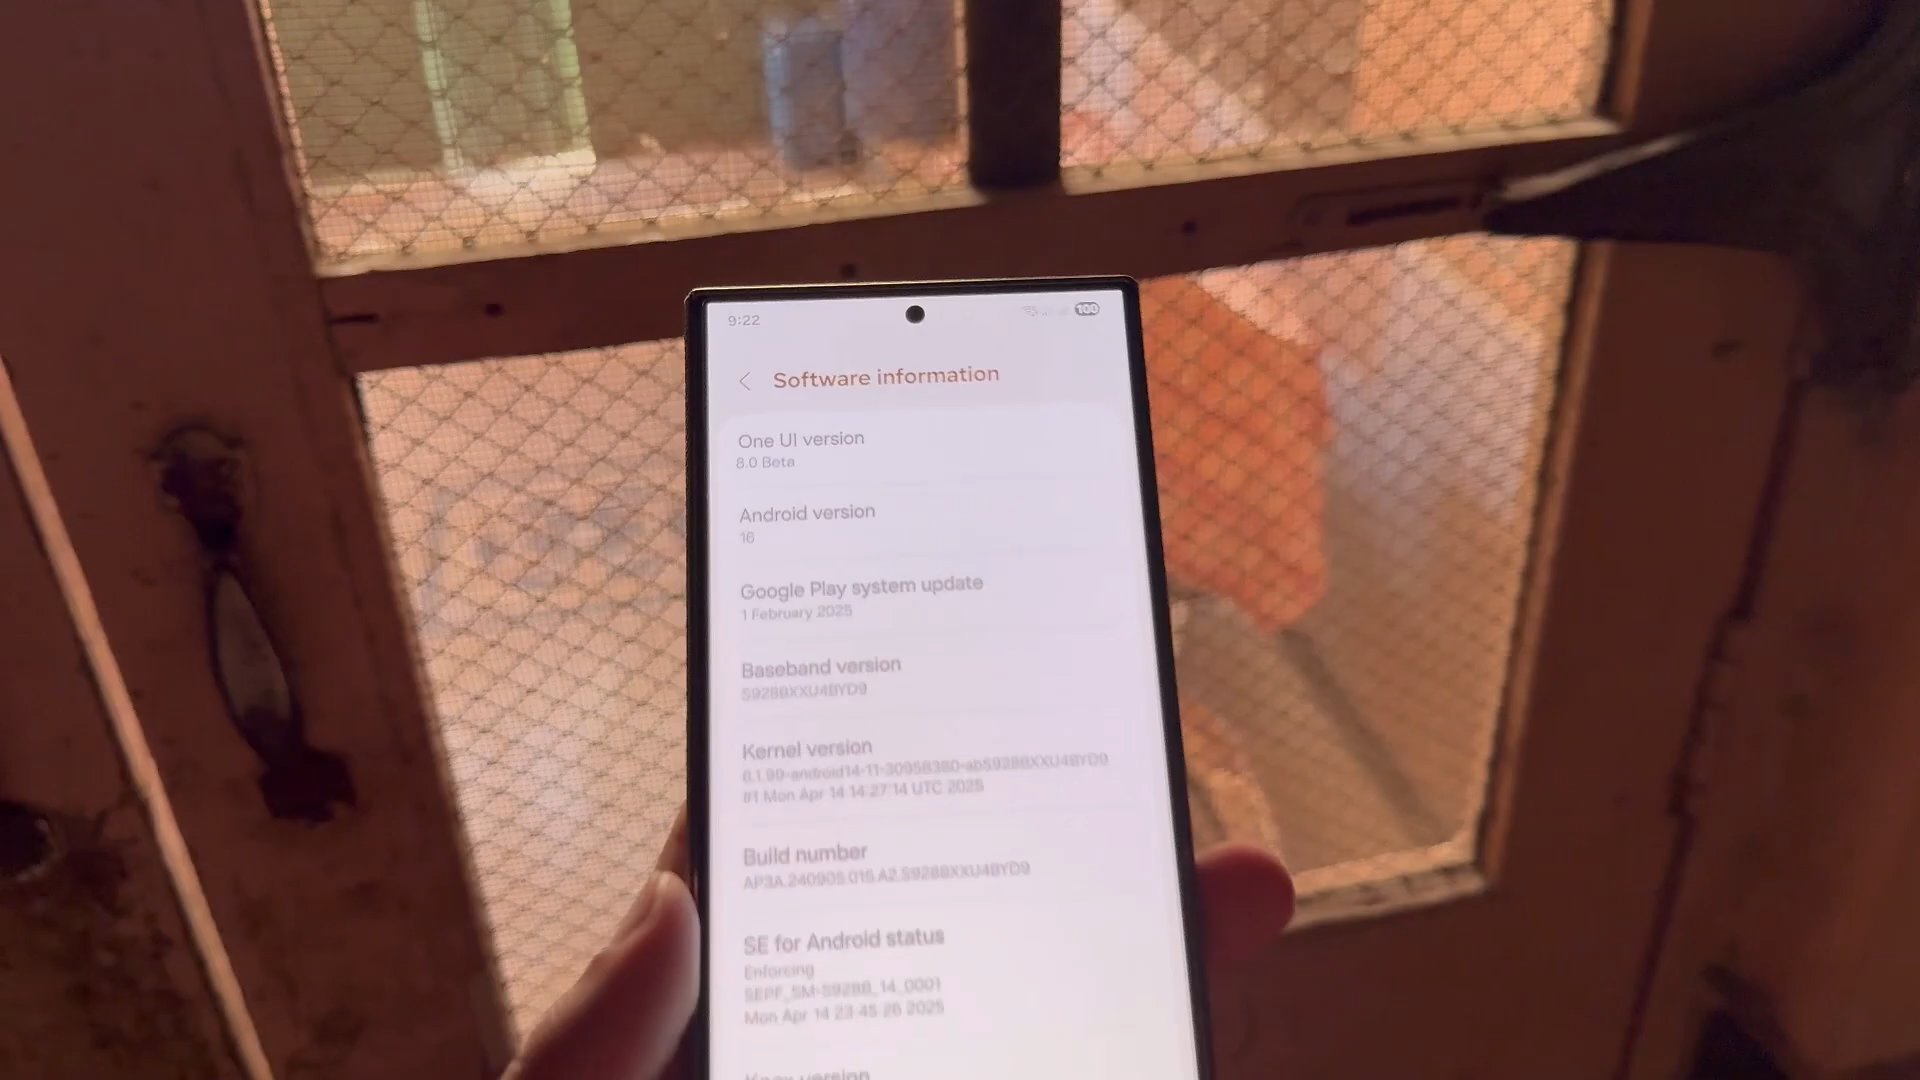 9:22
100
Software information
One UI version
8.0 Beta
Android version
16
Google Play system update
1 February 2025
Baseband version
S928BXXU4BYD9
Kernel version
6.1.99-android14-11-30958380-abS928BXXU4BYD9
#1 Mon Apr 14 14:27:14 UTC 2025
Build number
AP3A.240905.015.A2.S928BXXU4BYD9
SE for Android status
Enforcing
SEPF_SM-S928B_14_0001
Mon Apr 14 23:45:26 2025
Knox version